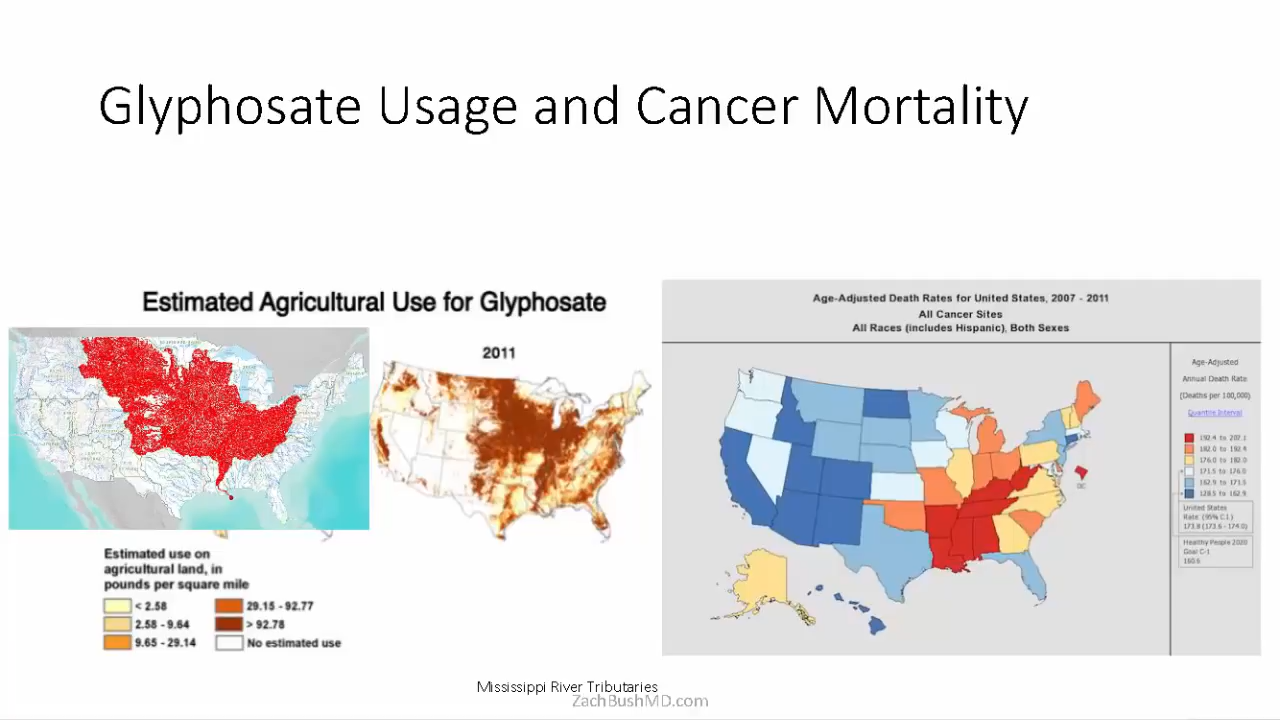 Glyphosate Usage and Cancer Mortality
Estimated Agricultural Use for Glyphosate
2011
Estimated use on
agricultural land, in
pounds per square mile
< 2.58
2.58 - 9.64
9.65 - 29.14
29.15 - 92.77
> 92.78
No estimated use
Age-Adjusted Death Rates for United States, 2007 - 2011
All Cancer Sites
All Races (includes Hispanic), Both Sexes
Age-Adjusted
Annual Death Rate
(Deaths per 100,000)
Quantile Interval
192.4 to 207.1
182.0 to 192.4
176.0 to 182.0
171.5 to 176.0
162.9 to 171.5
128.5 to 162.9
United States
Rate (95% C.I.)
173.8 (173.6 - 174.0)
Healthy People 2020
Goal C-1
160.6
DC
Mississippi River Tributaries
ZachBushMD.com